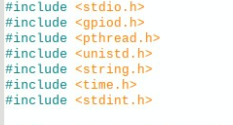 #include <stdio.h>
#include <gpiod.h>
#include <pthread.h>
#include <unistd.h>
#include <string.h>
#include <time.h>
#include <stdint.h>